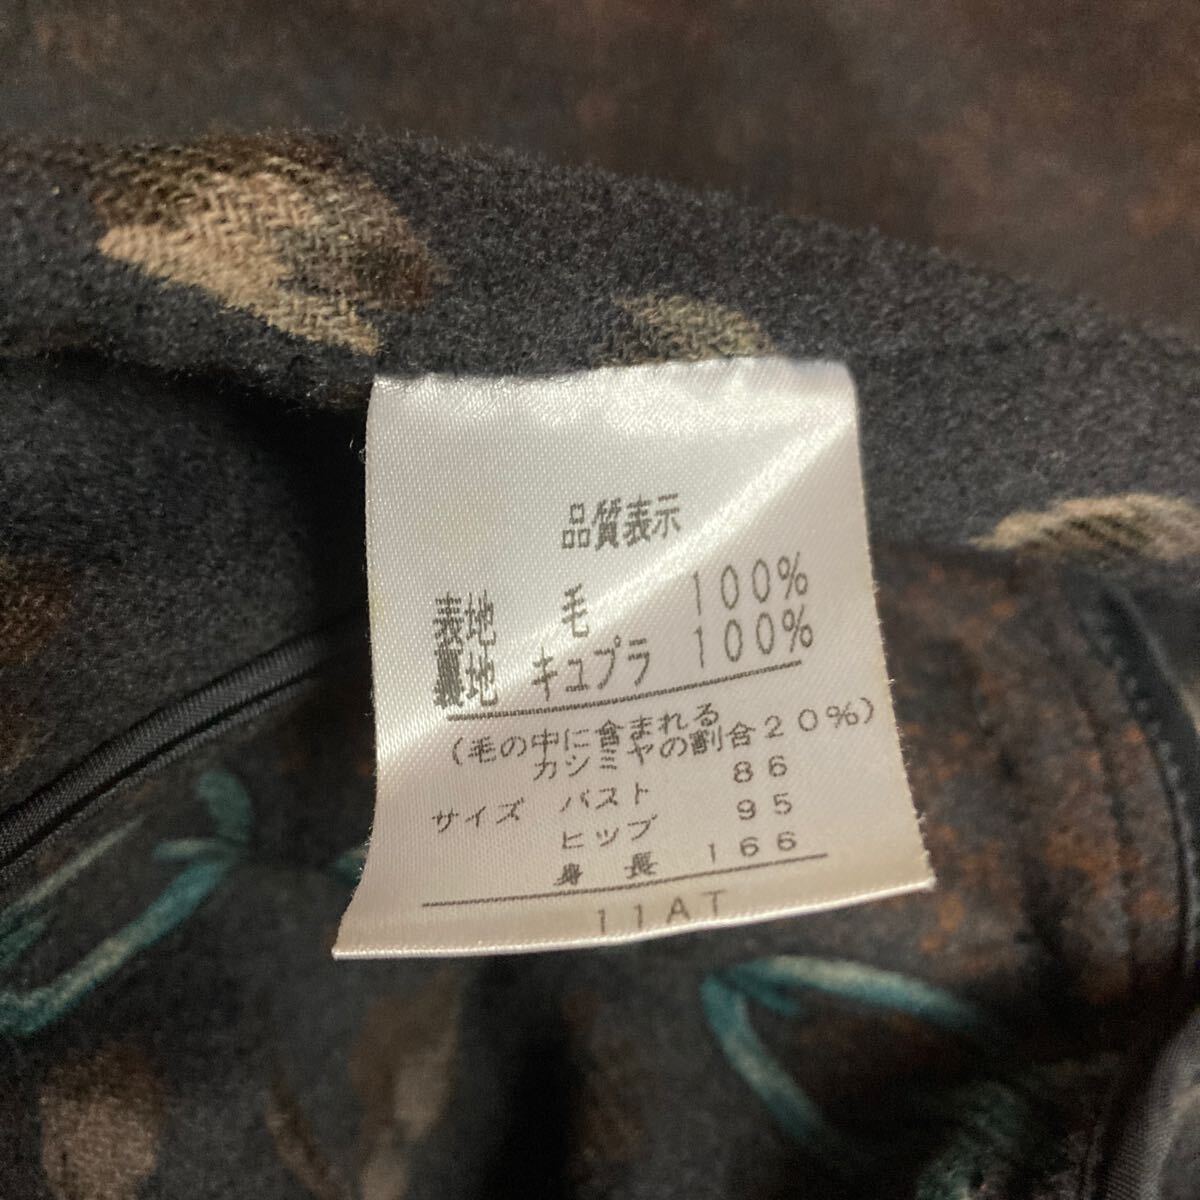 品質表示
表地 毛 100%
裏地 キュプラ 100%
(毛の中に含まれる
カシミヤの割合20%)
サイズ バスト 86
ヒップ 95
身長 166
11AT